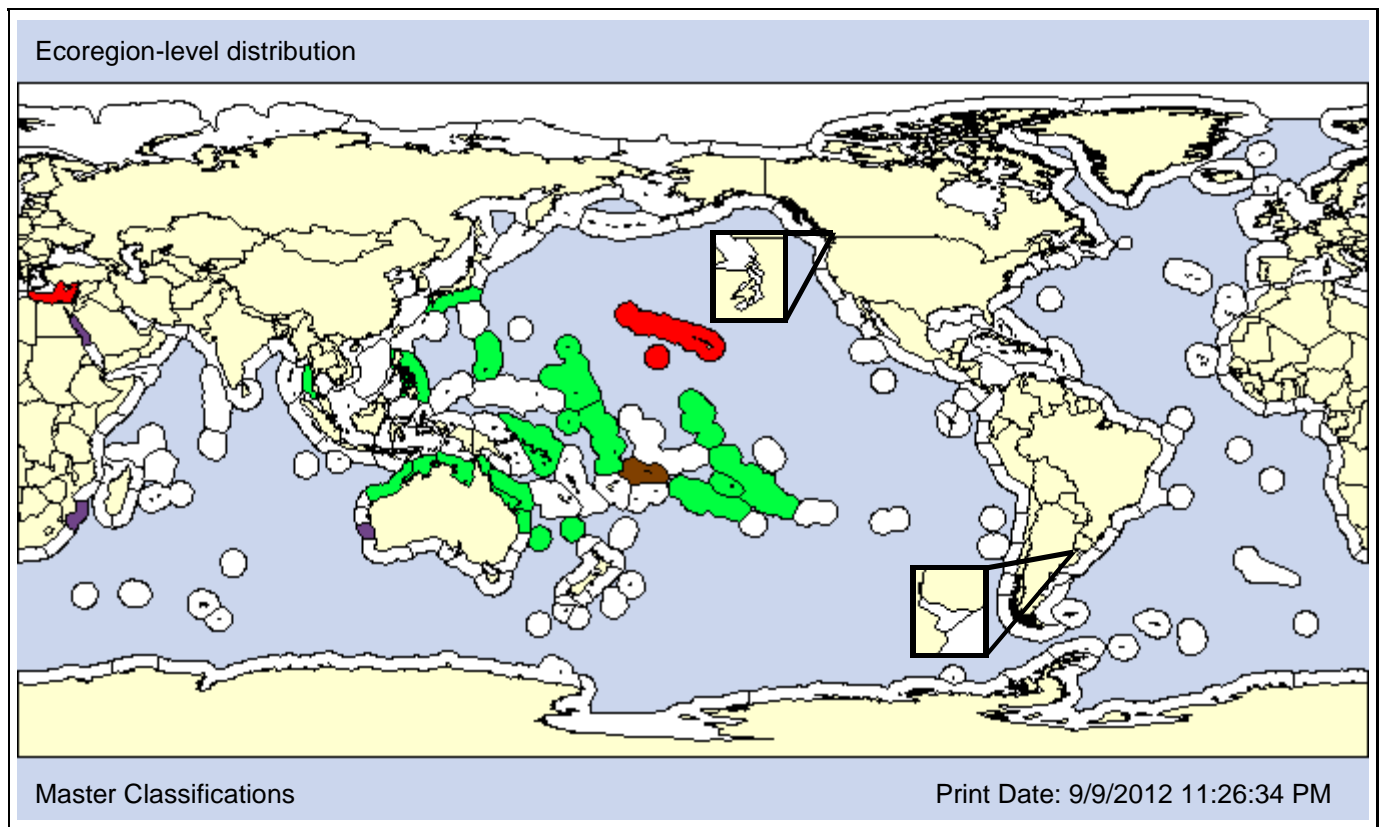 Ecoregion-level distribution
Master Classifications
Print Date: 9/9/2012 11:26:34 PM